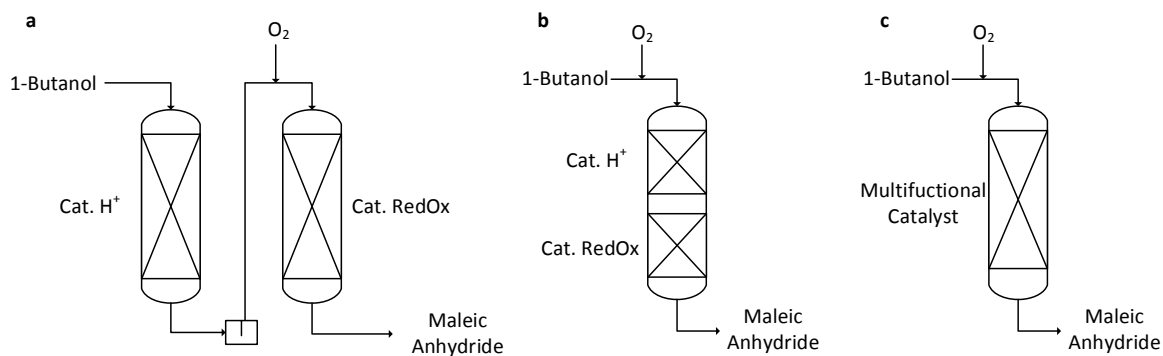 a
O2
1-Butanol
Cat. H+
Cat. RedOx
Maleic
Anhydride
b
O2
1-Butanol
Cat. H+
Cat. RedOx
Maleic
Anhydride
c
O2
1-Butanol
Multifuctional
Catalyst
Maleic
Anhydride